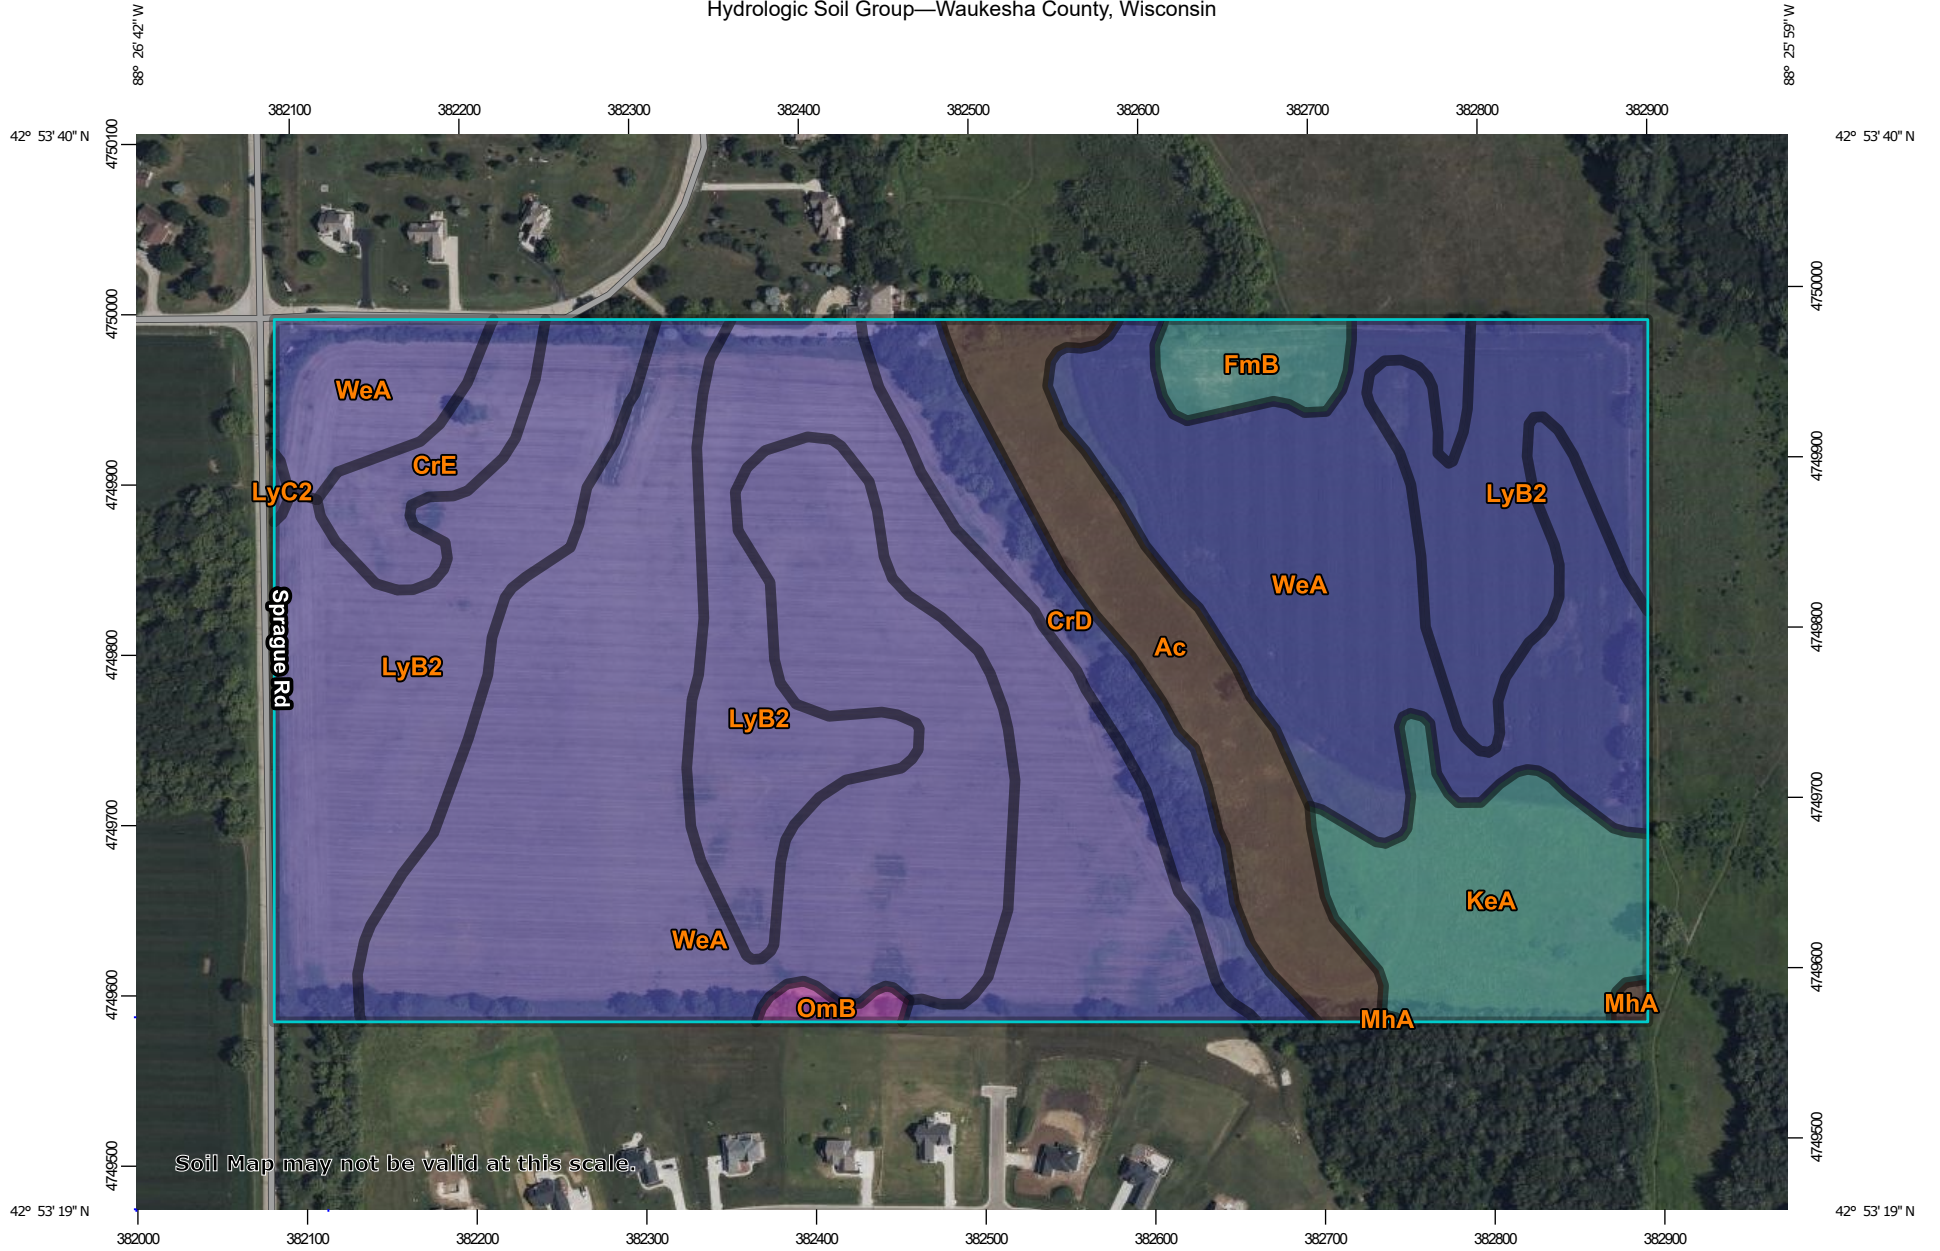 Hydrologic Soil Group—Waukesha County, Wisconsin
88° 26' 42" W
88° 25' 59" W
382100 382200 382300 382400 382500 382600 382700 382800 382900
42° 53' 40" N
42° 53' 40" N
4750100
4750000
4749900
4749800
4749700
4749600
4749500
4750000
4749900
4749800
4749700
4749600
4749500
FmB
WeA
CrE
LyC2
LyB2
WeA
CrD
Ac
Sprague Rd
LyB2
LyB2
KeA
WeA
OmB
MhA
MhA
Soil Map may not be valid at this scale.
42° 53' 19" N
42° 53' 19" N
382000 382100 382200 382300 382400 382500 382600 382700 382800 382900